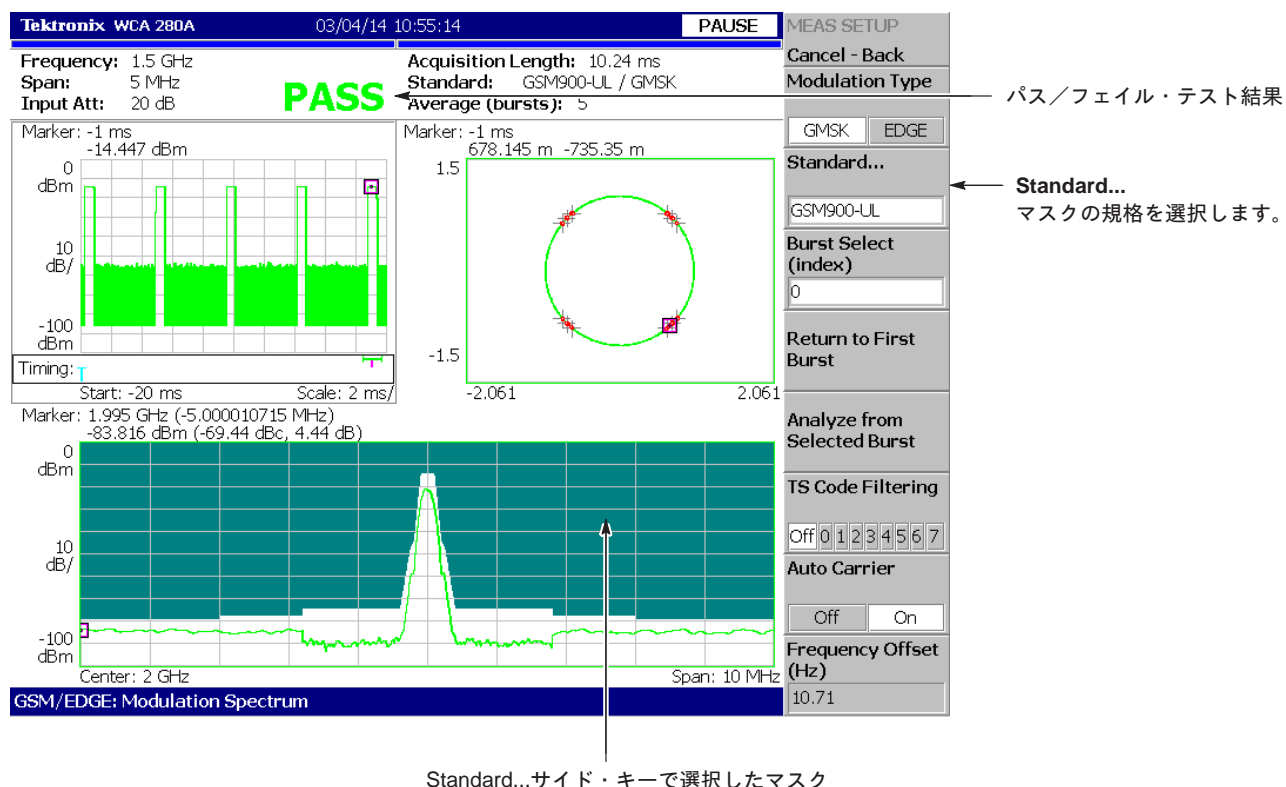 Tektronix WCA 280A 03/04/14 10:55:14 PAUSE
Frequency: 1.5 GHz
Span: 5 MHz
Input Att: 20 dB
PASS
Acquisition Length: 10.24 ms
Standard: GSM900-UL / GMSK
Average (bursts): 5
Marker: -1 ms
-14.447 dBm
0
dBm
10
dB/
-100
dBm
Timing:
Start: -20 ms Scale: 2 ms/
Marker: -1 ms
678.145 m -735.35 m
1.5
-1.5
-2.061 2.061
Marker: 1.995 GHz (-5.000010715 MHz)
-83.816 dBm (-69.44 dBc, 4.44 dB)
0
dBm
10
dB/
-100
dBm
Center: 2 GHz Span: 10 MHz
GSM/EDGE: Modulation Spectrum
MEAS SETUP
Cancel - Back
Modulation Type
GMSK EDGE
Standard...
GSM900-UL
Burst Select
(index)
0
Return to First
Burst
Analyze from
Selected Burst
TS Code Filtering
Off 0 1 2 3 4 5 6 7
Auto Carrier
Off On
Frequency Offset
(Hz)
10.71
パス／フェイル・テスト結果
Standard...
マスクの規格を選択します。
Standard...サイド・キーで選択したマスク